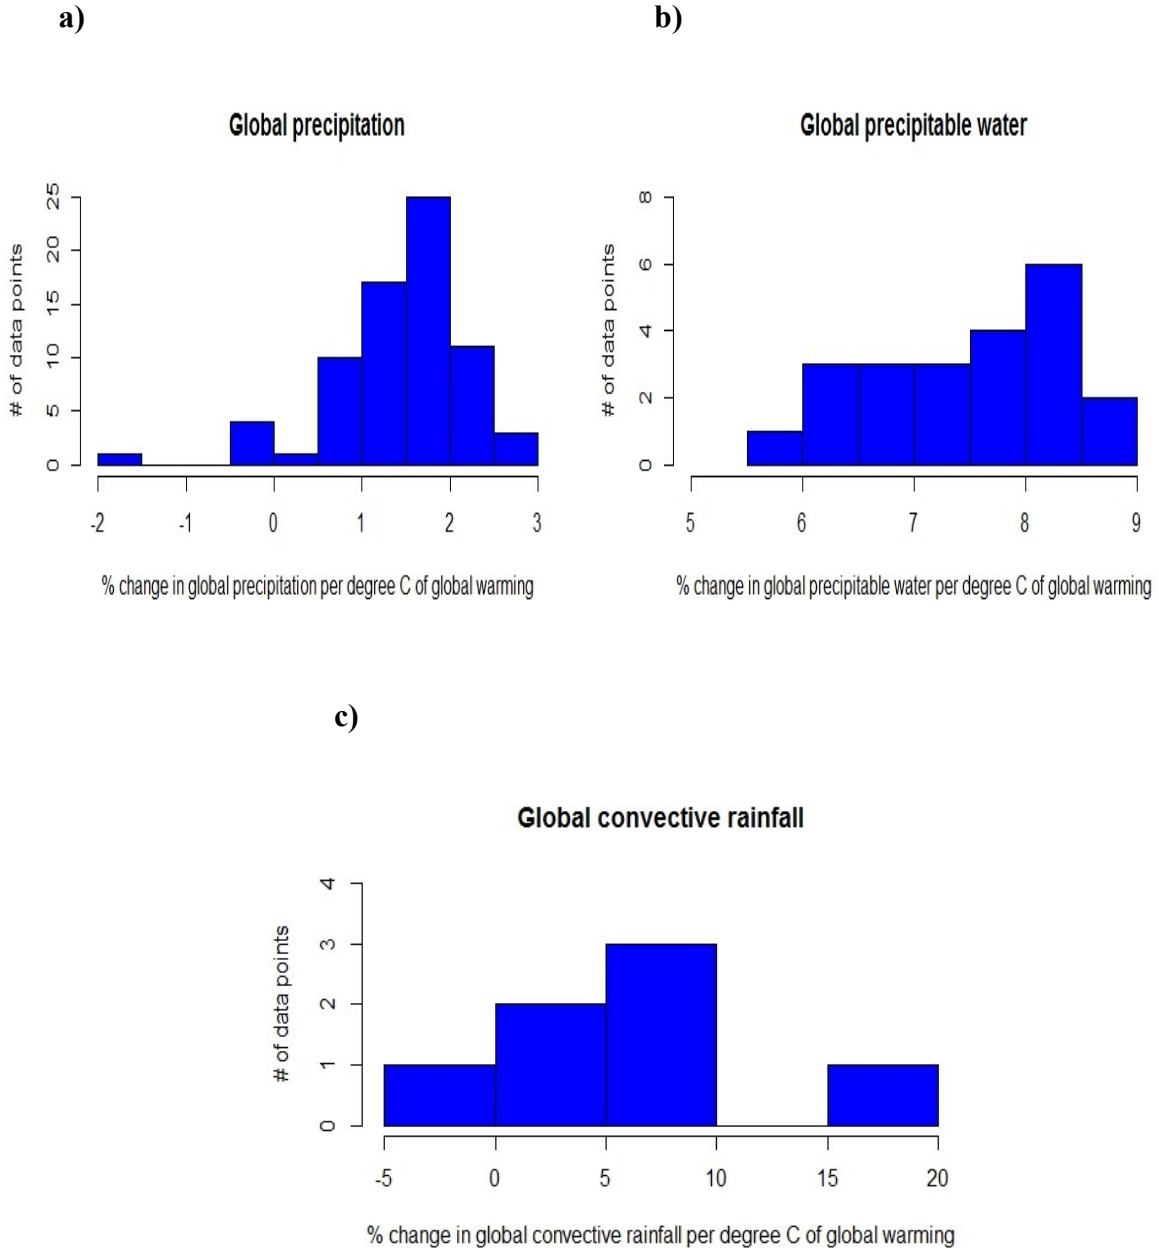 a)
Global precipitation
# of data points
25
20
15
10
5
0
-2 -1 0 1 2 3
% change in global precipitation per degree C of global warming
b)
Global precipitable water
# of data points
8
6
4
2
0
5 6 7 8 9
% change in global precipitable water per degree C of global warming
c)
Global convective rainfall
# of data points
4
3
2
1
0
-5 0 5 10 15 20
% change in global convective rainfall per degree C of global warming